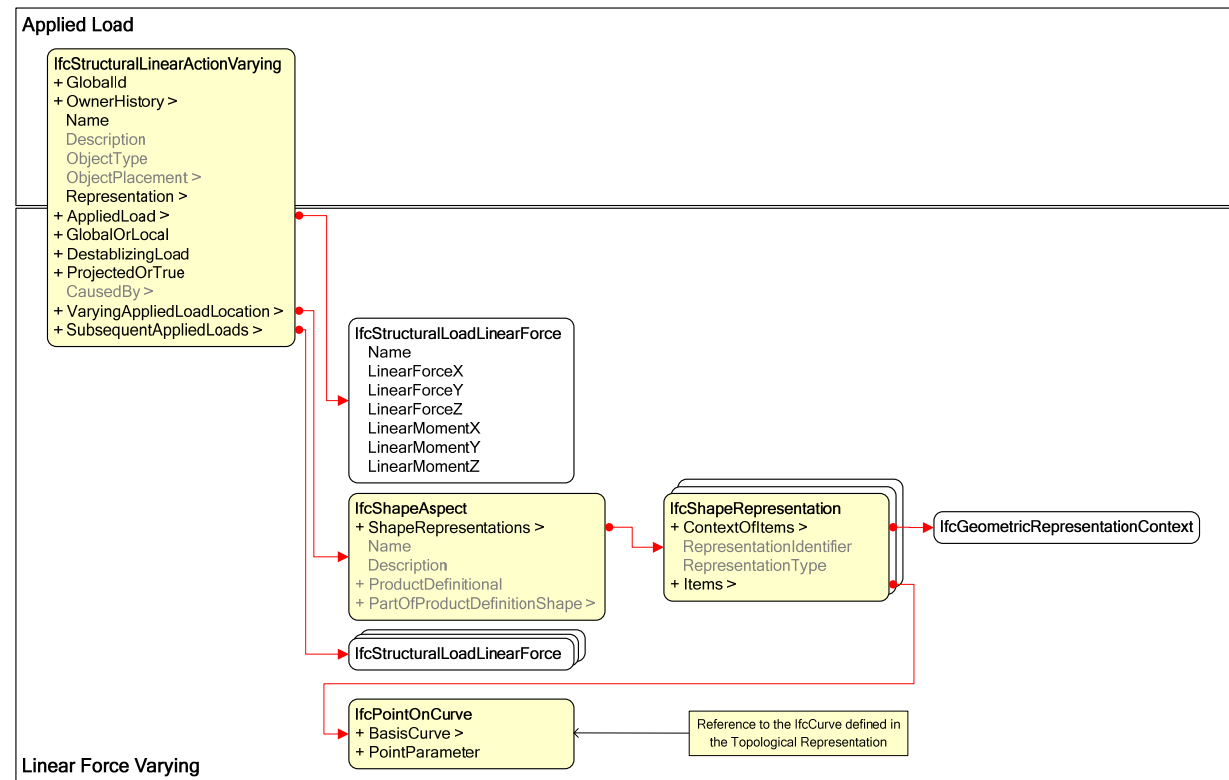 Applied Load
IfcStructuralLinearActionVarying
+ GlobalId
+ OwnerHistory >
Name
Description
ObjectType
ObjectPlacement >
Representation >
+ AppliedLoad >
+ GlobalOrLocal
+ DestablizingLoad
+ ProjectedOrTrue
CausedBy >
+ VaryingAppliedLoadLocation >
+ SubsequentAppliedLoads >
IfcStructuralLoadLinearForce
Name
LinearForceX
LinearForceY
LinearForceZ
LinearMomentX
LinearMomentY
LinearMomentZ
IfcShapeAspect
+ ShapeRepresentations >
Name
Description
+ ProductDefinitional
+ PartOfProductDefinitionShape >
IfcShapeRepresentation
+ ContextOfItems >
RepresentationIdentifier
RepresentationType
+ Items >
IfcGeometricRepresentationContext
IfcStructuralLoadLinearForce
IfcPointOnCurve
+ BasisCurve >
+ PointParameter
Reference to the IfcCurve defined in
the Topological Representation
Linear Force Varying